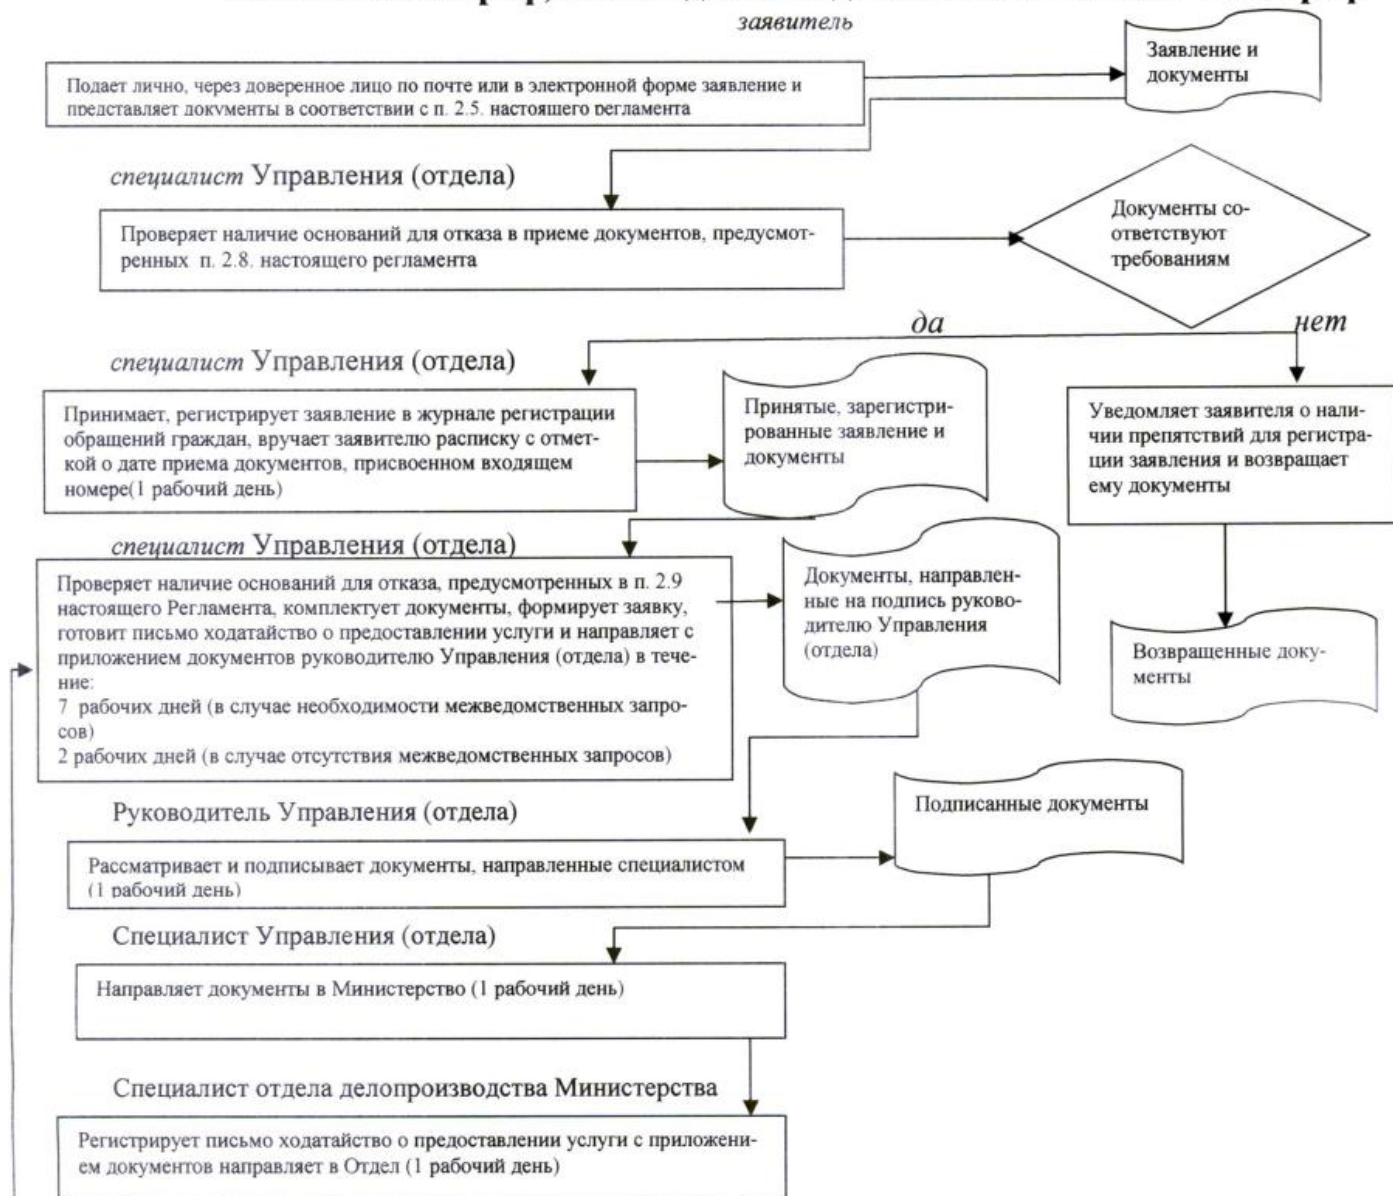 заявитель
Заявление и
документы
Подает лично, через доверенное лицо по почте или в электронной форме заявление и
представляет документы в соответствии с п. 2.5. настоящего регламента
специалист Управления (отдела)
Проверяет наличие оснований для отказа в приеме документов, предусмот-
ренных п. 2.8. настоящего регламента
Документы со-
ответствуют
требованиям
да
нет
специалист Управления (отдела)
Принимает, регистрирует заявление в журнале регистрации
обращений граждан, вручает заявителю расписку с отмет-
кой о дате приема документов, присвоенном входящем
номере(1 рабочий день)
Принятые, зарегистри-
рованные заявление и
документы
Уведомляет заявителя о нали-
чии препятствий для регистра-
ции заявления и возвращает
ему документы
специалист Управления (отдела)
Проверяет наличие оснований для отказа, предусмотренных в п. 2.9
настоящего Регламента, комплектует документы, формирует заявку,
готовит письмо ходатайство о предоставлении услуги и направляет с
приложением документов руководителю Управления (отдела) в тече-
ние:
7 рабочих дней (в случае необходимости межведомственных запро-
сов)
2 рабочих дней (в случае отсутствия межведомственных запросов)
Документы, направлен-
ные на подпись руково-
дителю Управления
(отдела)
Возвращенные доку-
менты
Руководитель Управления (отдела)
Рассматривает и подписывает документы, направленные специалистом
(1 рабочий день)
Подписанные документы
Специалист Управления (отдела)
Направляет документы в Министерство (1 рабочий день)
Специалист отдела делопроизводства Министерства
Регистрирует письмо ходатайство о предоставлении услуги с приложени-
ем документов направляет в Отдел (1 рабочий день)